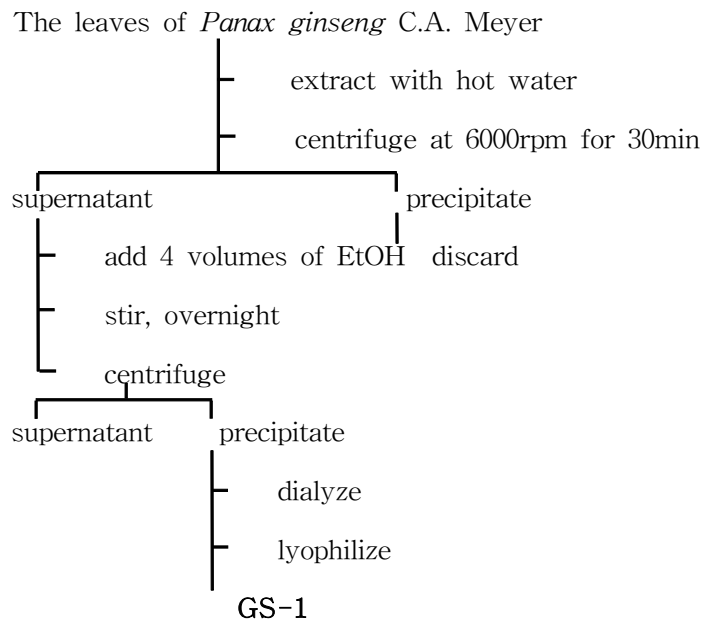 The leaves of Panax ginseng C.A. Meyer
extract with hot water
centrifuge at 6000rpm for 30min
supernatant precipitate
add 4 volumes of EtOH discard
stir, overnight
centrifuge
supernatant precipitate
dialyze
lyophilize
GS-1